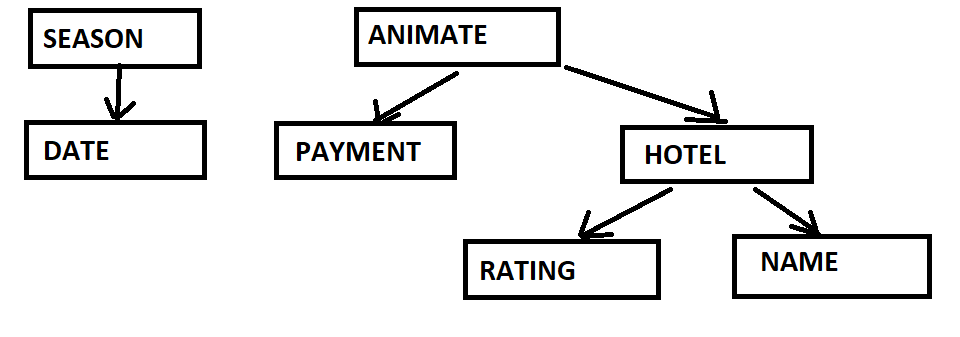 SEASON
ANIMATE
DATE
PAYMENT
HOTEL
RATING
NAME